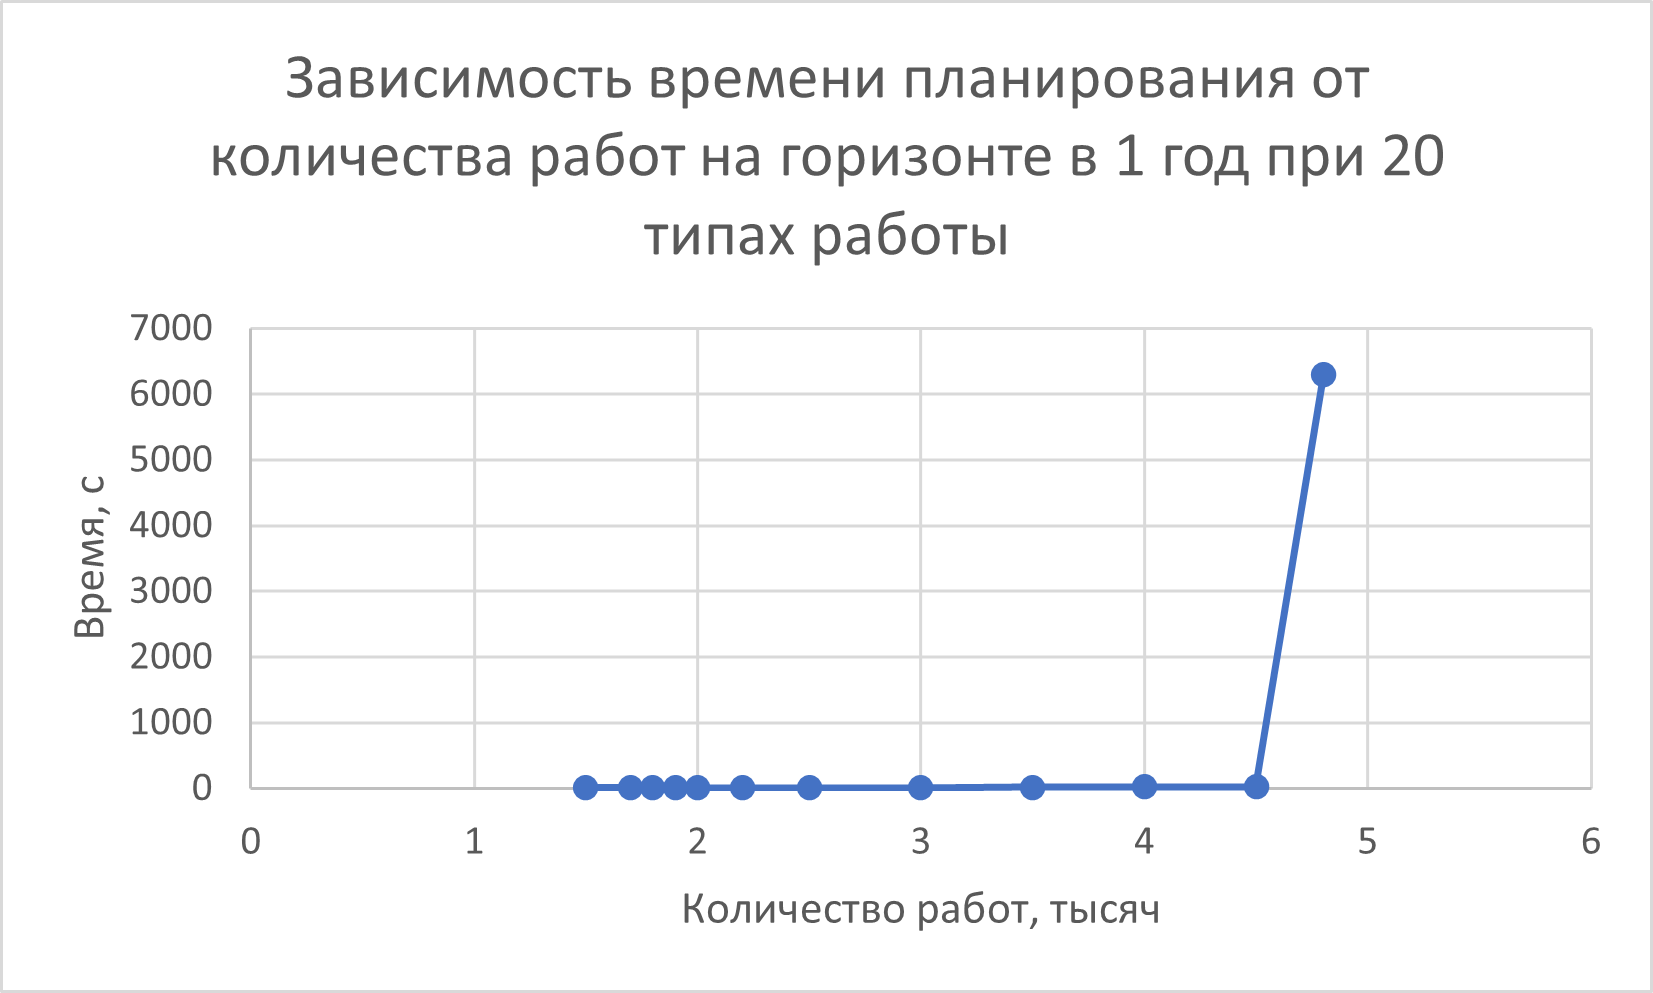 Зависимость времени планирования от
количества работ на горизонте в 1 год при 20
типах работы
7000
6000
5000
4000
3000
2000
1000
0
Время, с
0 1 2 3 4 5 6
Количество работ, тысяч